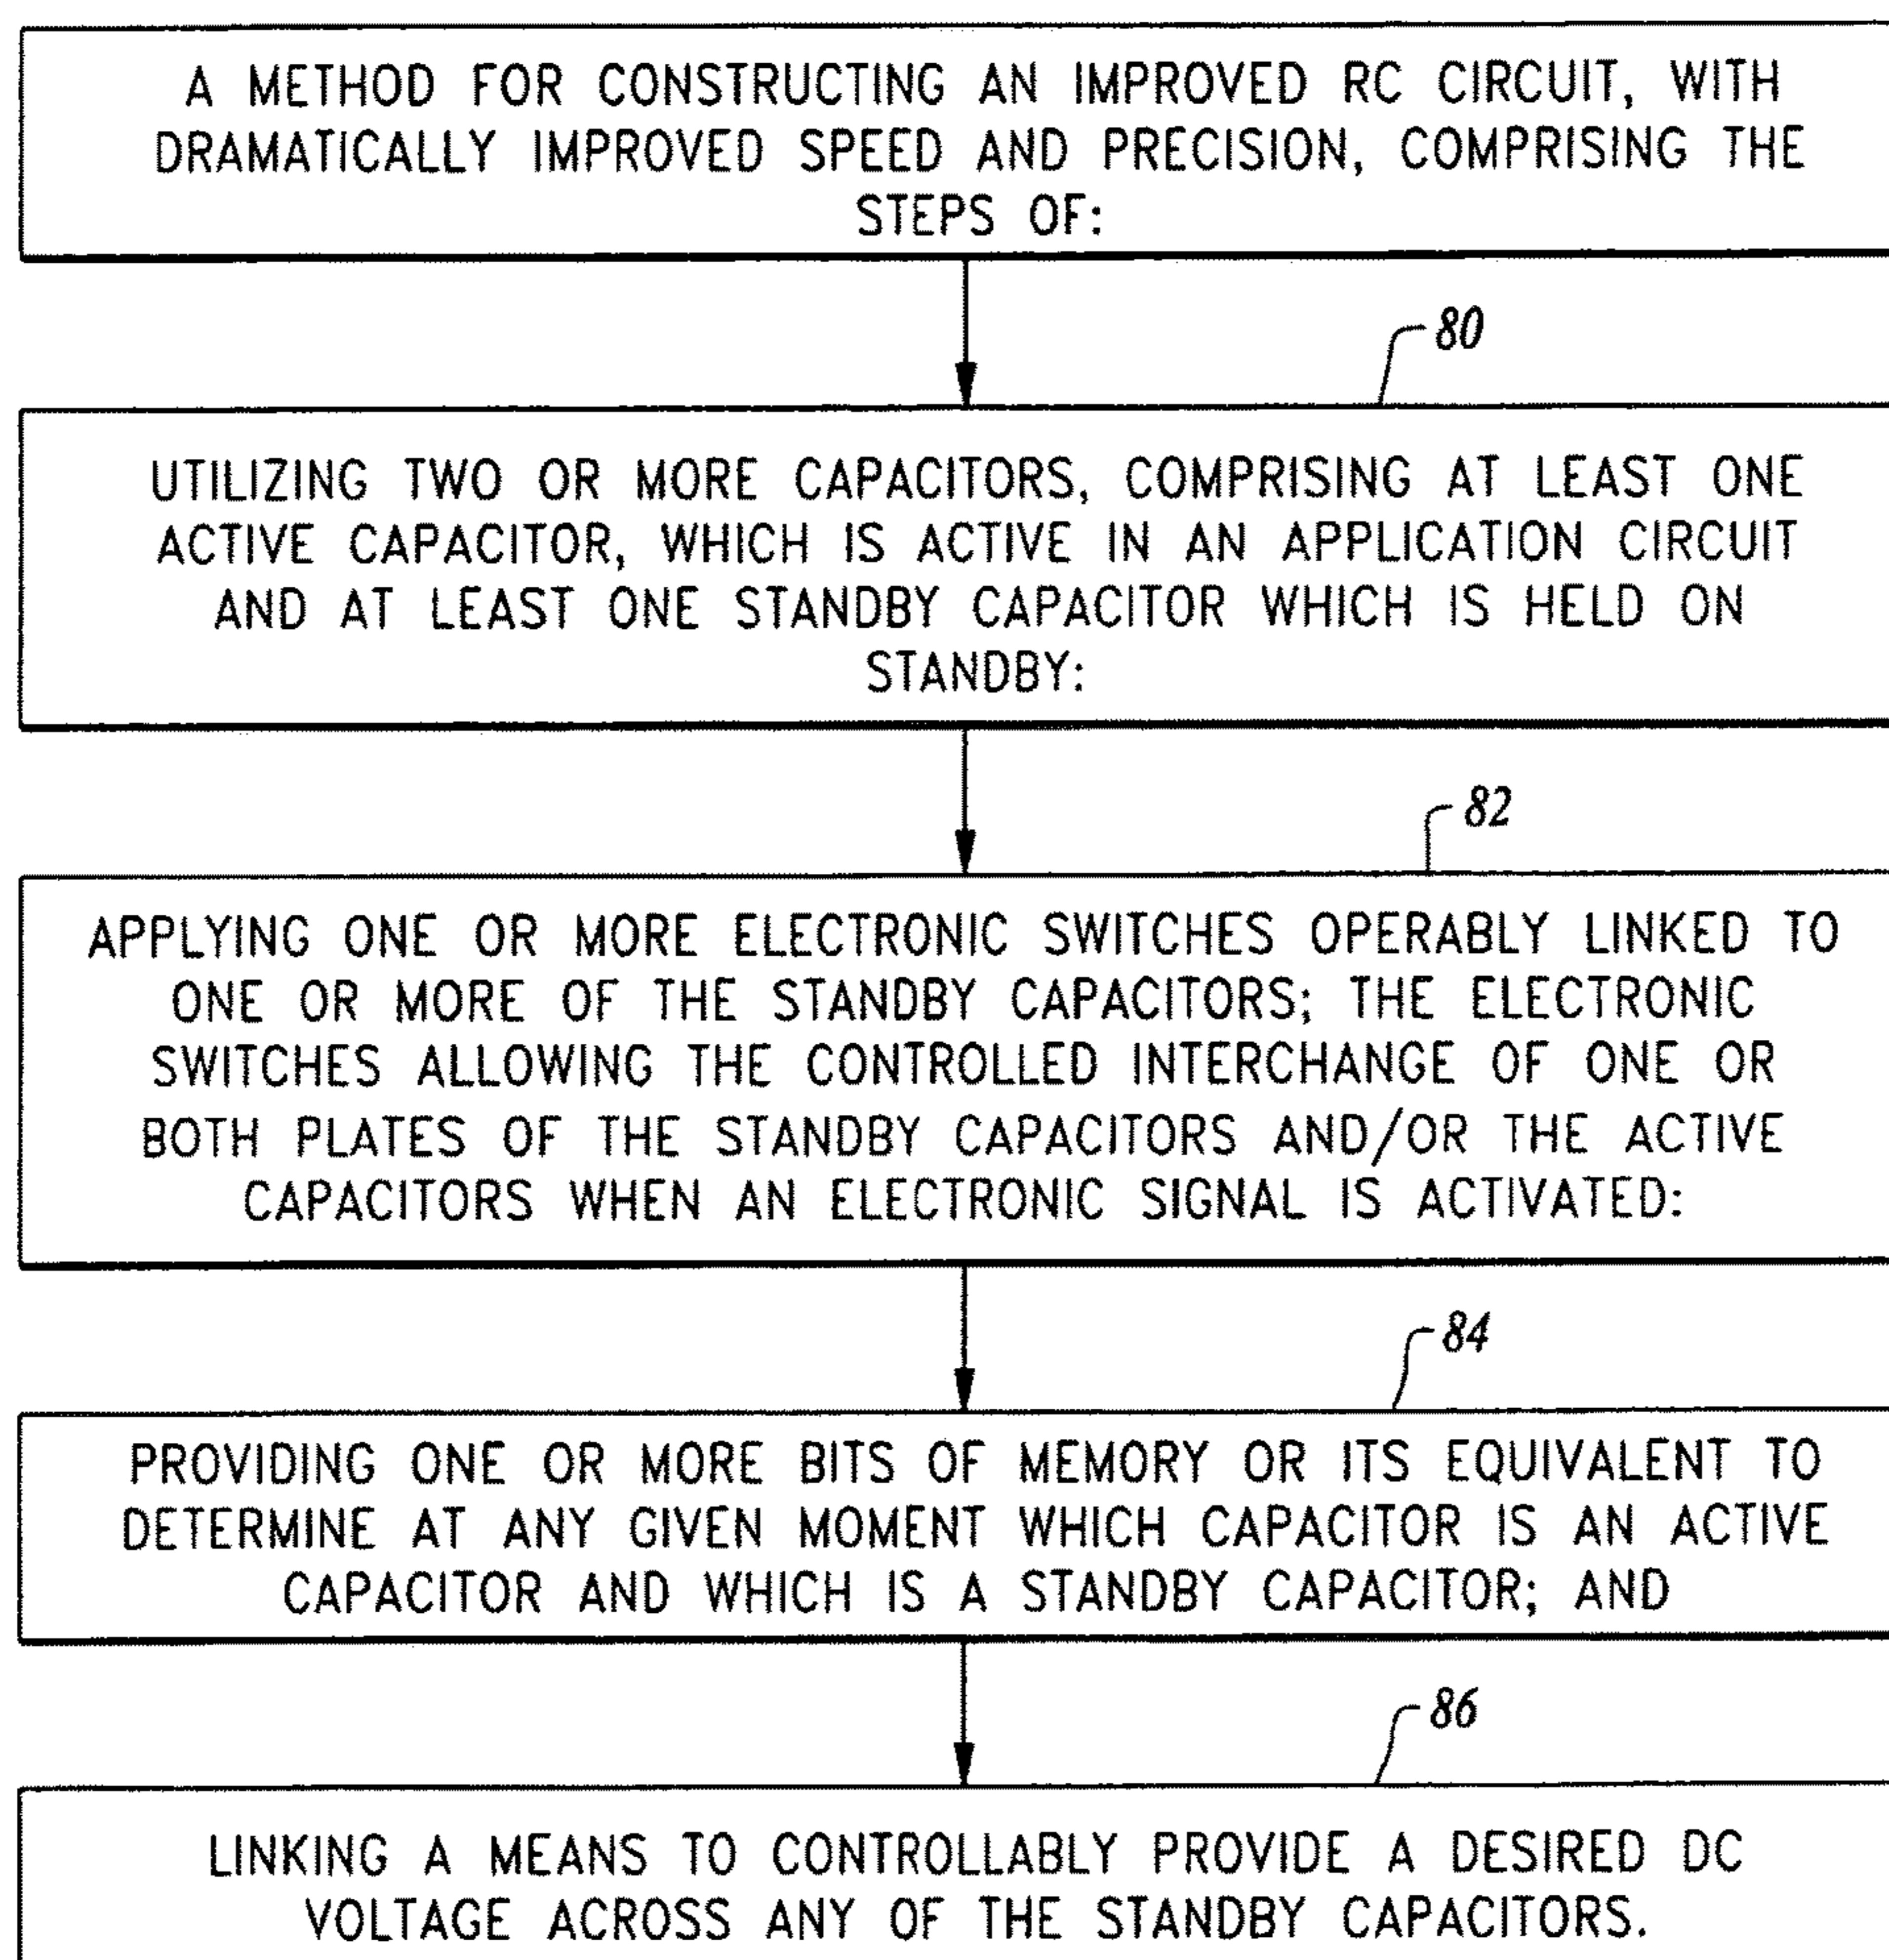 A METHOD FOR CONSTRUCTING AN IMPROVED RC CIRCUIT, WITH
DRAMATICALLY IMPROVED SPEED AND PRECISION, COMPRISING THE
STEPS OF:
80
UTILIZING TWO OR MORE CAPACITORS, COMPRISING AT LEAST ONE
ACTIVE CAPACITOR, WHICH IS ACTIVE IN AN APPLICATION CIRCUIT
AND AT LEAST ONE STANDBY CAPACITOR WHICH IS HELD ON
STANDBY:
82
APPLYING ONE OR MORE ELECTRONIC SWITCHES OPERABLY LINKED TO
ONE OR MORE OF THE STANDBY CAPACITORS; THE ELECTRONIC
SWITCHES ALLOWING THE CONTROLLED INTERCHANGE OF ONE OR
BOTH PLATES OF THE STANDBY CAPACITORS AND/OR THE ACTIVE
CAPACITORS WHEN AN ELECTRONIC SIGNAL IS ACTIVATED:
84
PROVIDING ONE OR MORE BITS OF MEMORY OR ITS EQUIVALENT TO
DETERMINE AT ANY GIVEN MOMENT WHICH CAPACITOR IS AN ACTIVE
CAPACITOR AND WHICH IS A STANDBY CAPACITOR; AND
86
LINKING A MEANS TO CONTROLLABLY PROVIDE A DESIRED DC
VOLTAGE ACROSS ANY OF THE STANDBY CAPACITORS.